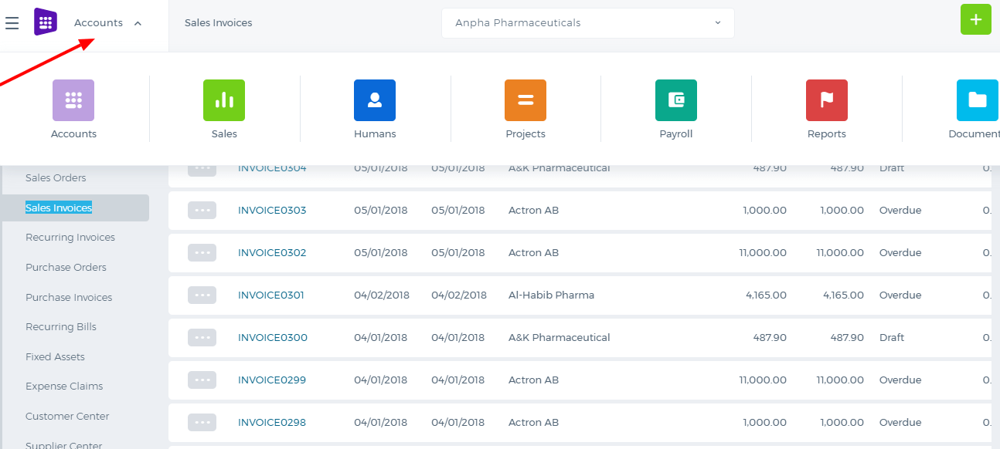 Accounts
Sales Invoices
Anpha Pharmaceuticals
Accounts Sales Humans Projects Payroll Reports Document
INVOICE0304 05/01/2018 05/01/2018 A&K Pharmaceutical 487.90 487.90 Draft 0.
Sales Orders
Sales Invoices
INVOICE0303 05/01/2018 05/01/2018 Actron AB 1,000.00 1,000.00 Overdue 0.
Recurring Invoices
INVOICE0302 05/01/2018 05/01/2018 Actron AB 11,000.00 11,000.00 Overdue 0.
Purchase Orders
Purchase Invoices
INVOICE0301 04/02/2018 04/02/2018 Al-Habib Pharma 4,165.00 4,165.00 Overdue 0.
Recurring Bills
INVOICE0300 04/01/2018 04/01/2018 A&K Pharmaceutical 487.90 487.90 Draft 0.
Fixed Assets
Expense Claims
INVOICE0299 04/01/2018 04/01/2018 Actron AB 11,000.00 11,000.00 Overdue 0.
Customer Center
INVOICE0298 04/01/2018 04/01/2018 Actron AB 1,000.00 1,000.00 Overdue 0.
Supplier Center